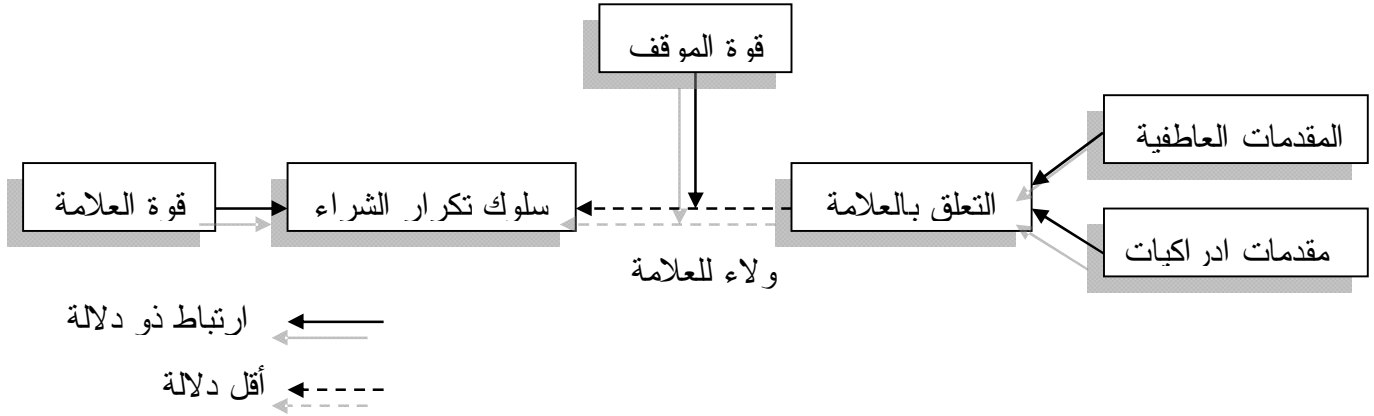 قوة الموقف
المقدمات العاطفية
التعلق بالعلامة
سلوك تكرار الشراء
قوة العلامة
مقدمات ادراكيات
ولاء للعلامة
ارتباط ذو دلالة
أقل دلالة